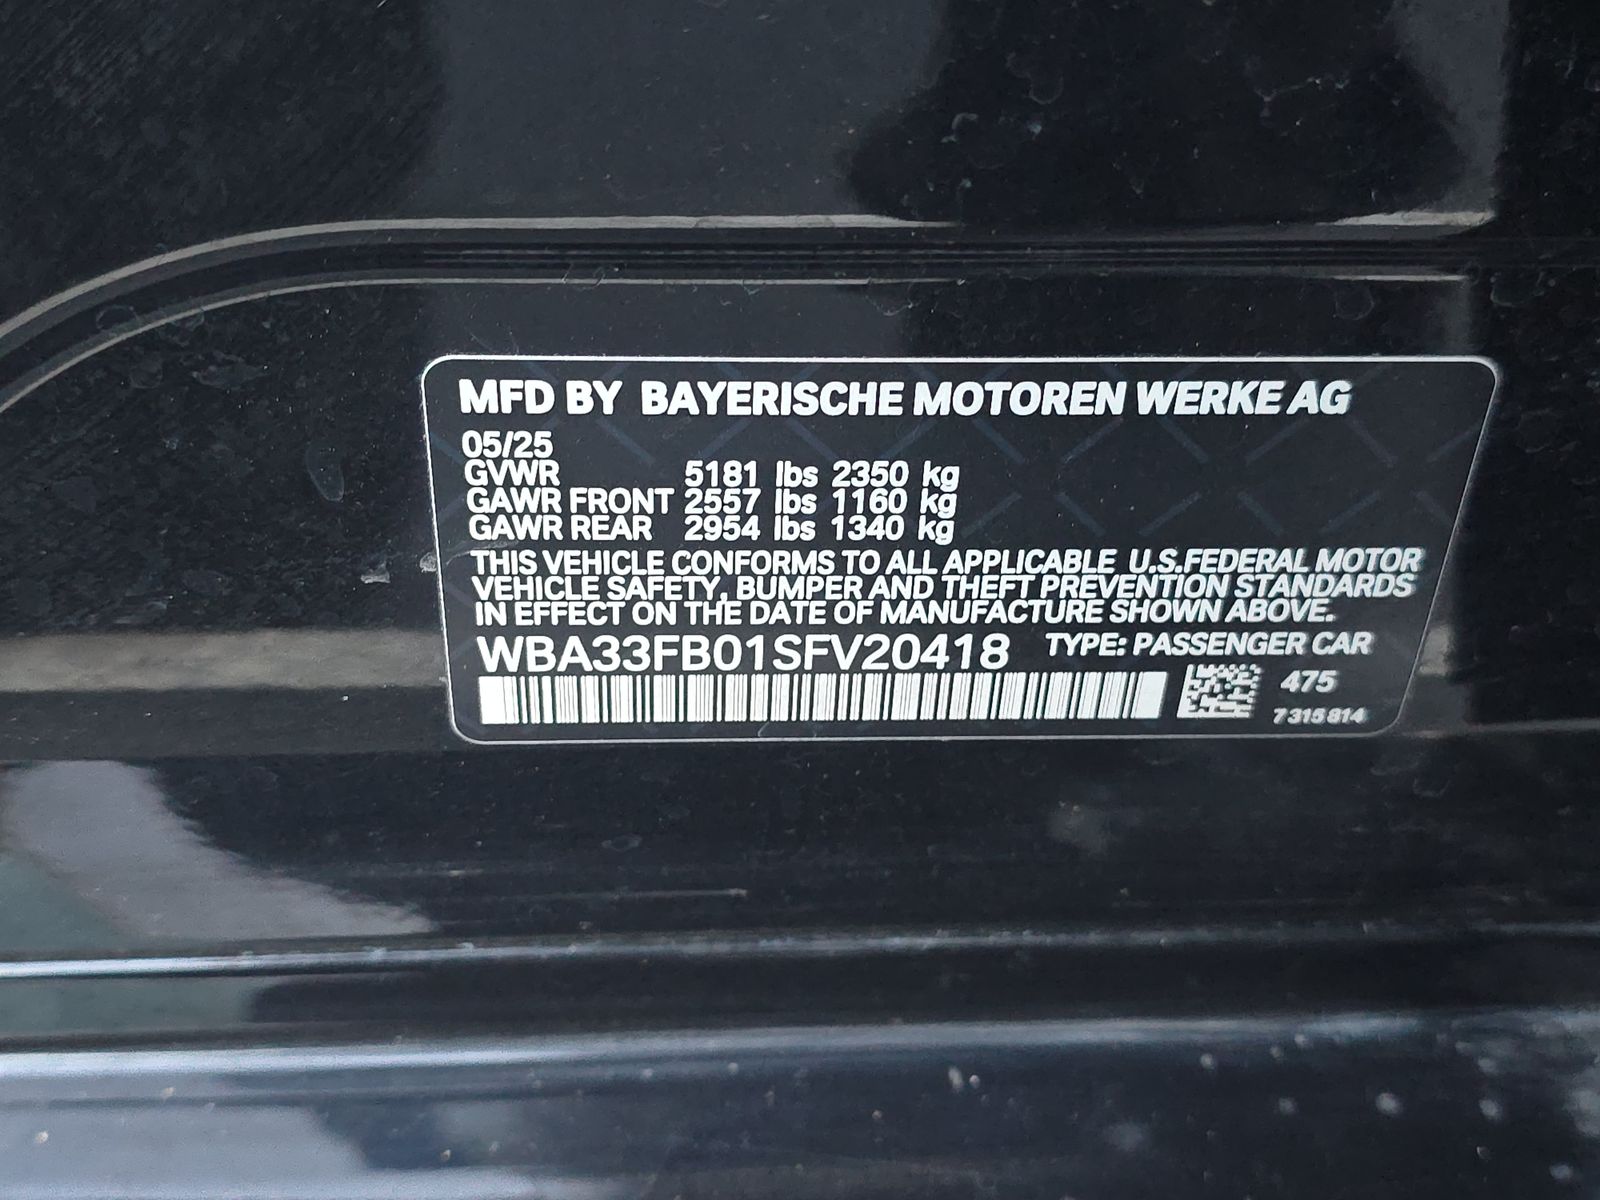 MFD BY BAYERISCHE MOTOREN WERKE AG
05/25
GVWR 5181 lbs 2350 kg
GAWR FRONT 2557 lbs 1160 kg
GAWR REAR 2954 lbs 1340 kg
THIS VEHICLE CONFORMS TO ALL APPLICABLE U.S.FEDERAL MOTOR
VEHICLE SAFETY, BUMPER AND THEFT PREVENTION STANDARDS
IN EFFECT ON THE DATE OF MANUFACTURE SHOWN ABOVE.
WBA33FB01SFV20418 TYPE: PASSENGER CAR
475
7315814